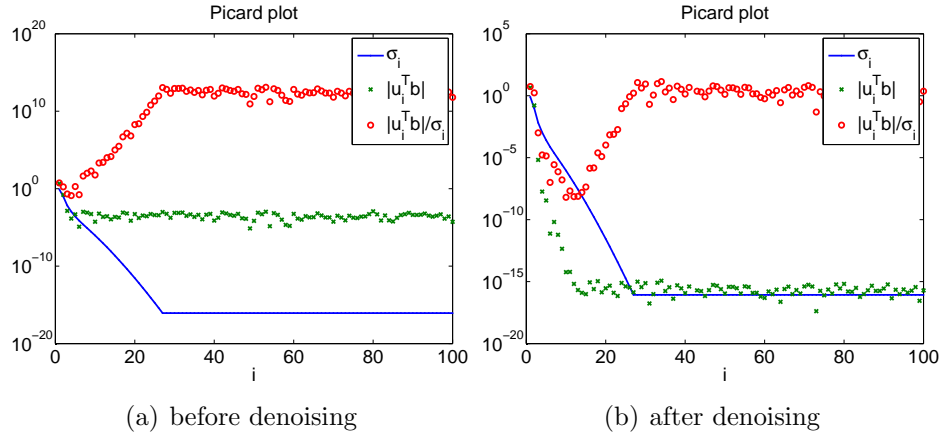 Picard plot
10^20
10^10
10^0
10^-10
10^-20
0
20
40
60
80
100
i
σ_i
|u_i^T b|
|u_i^T b|/σ_i
(a) before denoising
Picard plot
10^5
10^0
10^-5
10^-10
10^-15
10^-20
0
20
40
60
80
100
i
σ_i
|u_i^T b|
|u_i^T b|/σ_i
(b) after denoising